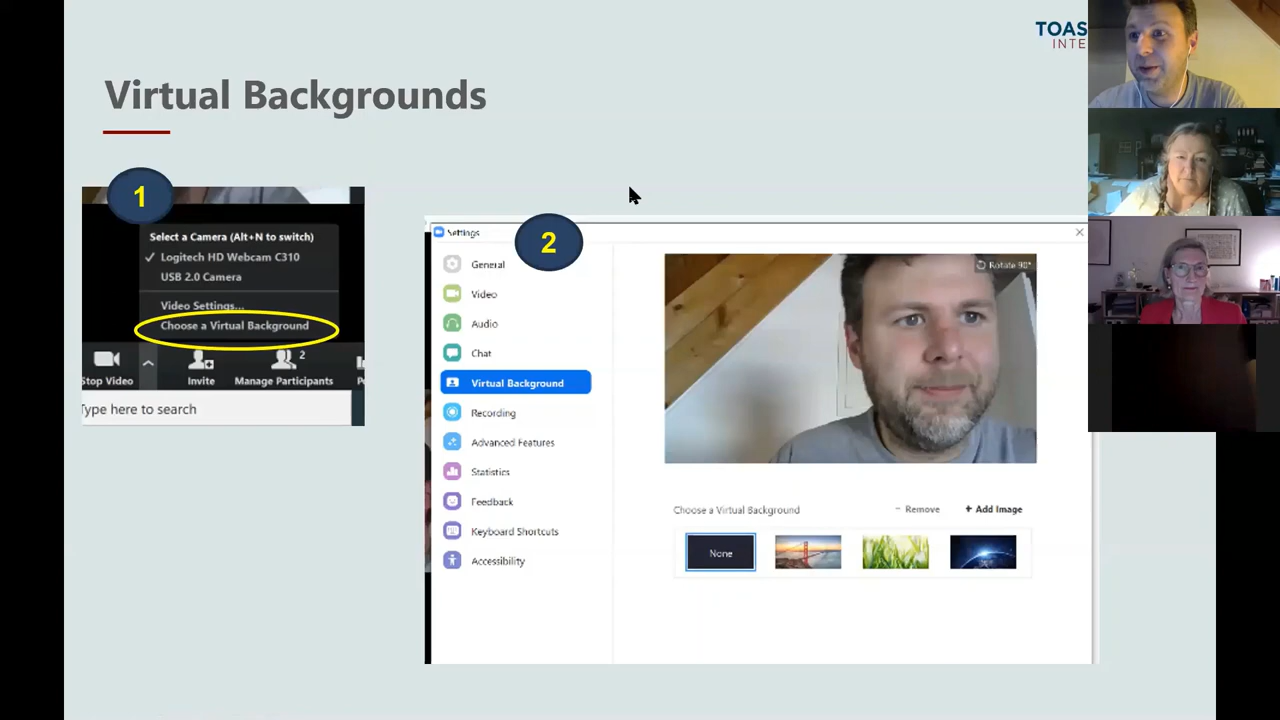 TOAS
INTE
Virtual Backgrounds
1
Select a Camera (Alt+N to switch)
✓ Logitech HD Webcam C310
USB 2.0 Camera
Video Settings...
Choose a Virtual Background
2
Stop Video
Invite
Manage Participants
Type here to search
2
Settings
Rotate 90°
General
Video
Audio
Chat
Virtual Background
Recording
Advanced Features
Statistics
Feedback
Keyboard Shortcuts
Accessibility
Choose a Virtual Background
− Remove
+ Add Image
None